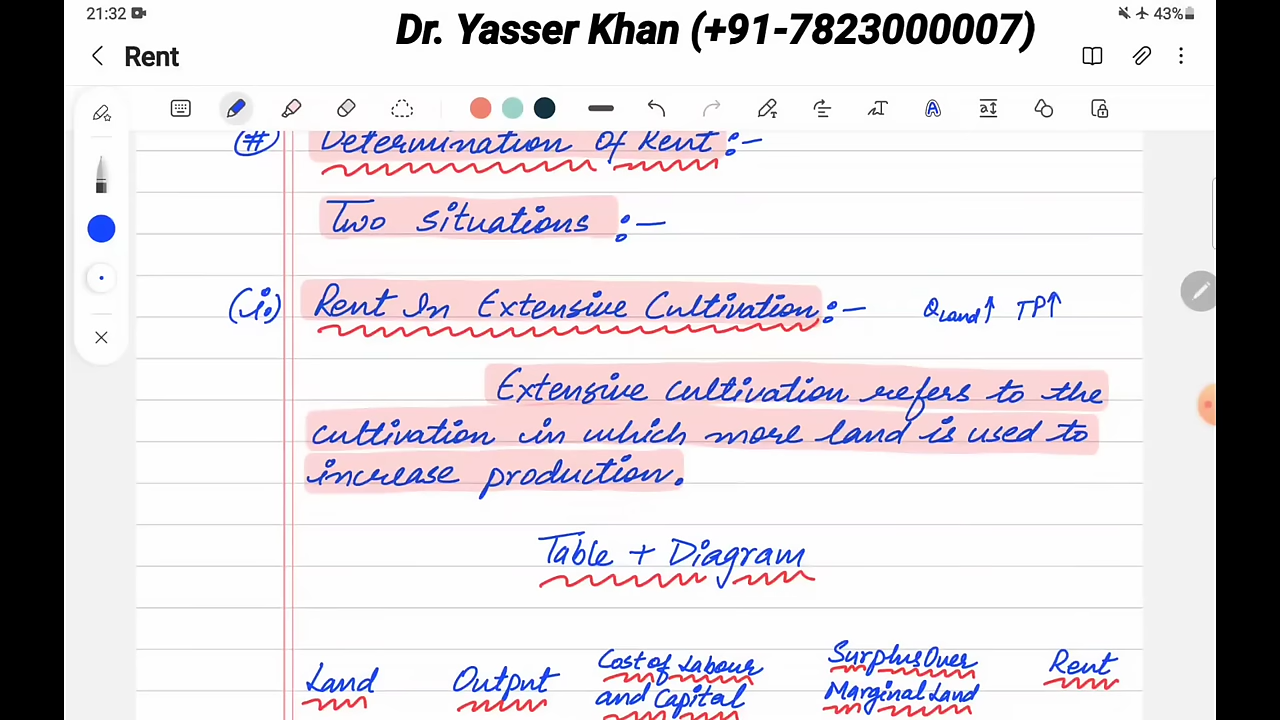 21:32
Dr. Yasser Khan (+91-7823000007)
43%
Rent
(#) Determination Of Rent :-
Two situations :-
(i.) Rent In Extensive Cultivation :- QLand↑ TP↑
Extensive cultivation refers to the
cultivation in which more land is used to
increase production.
Table + Diagram
Land Output Cost of Labour and Capital Surplus Over Marginal Land Rent